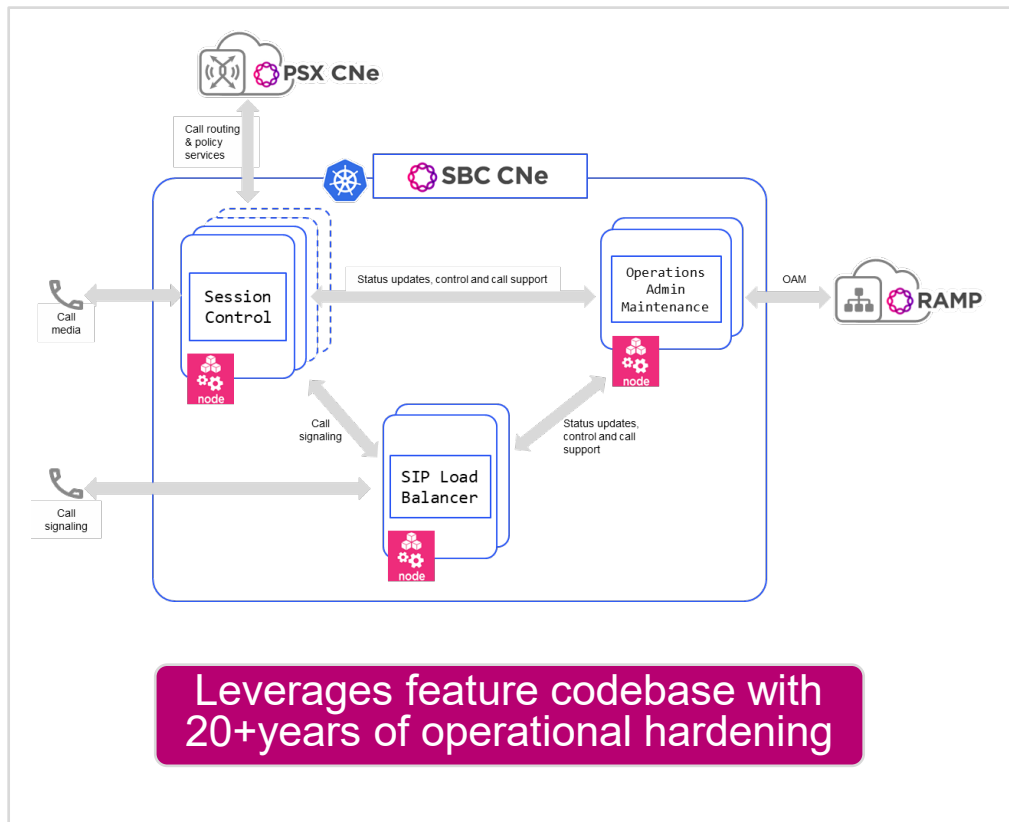 PSX CNe
Call routing
& policy
services
SBC CNe
Session
Control
Status updates, control and call support
Operations
Admin
Maintenance
OAM
RAMP
Call
media
node
node
Call
signaling
Status updates,
control and call
support
SIP Load
Balancer
Call
signaling
node
Leverages feature codebase with
20+years of operational hardening